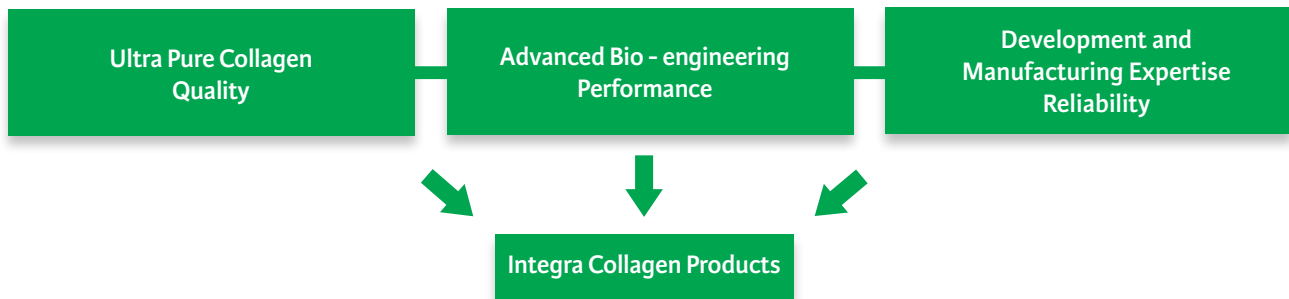 Ultra Pure Collagen
Quality
Advanced Bio - engineering
Performance
Development and
Manufacturing Expertise
Reliability
Integra Collagen Products